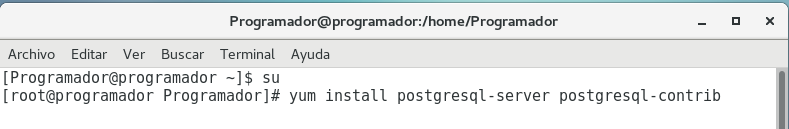 Programador@programador:/home/Programador
Archivo Editar Ver Buscar Terminal Ayuda
[Programador@programador ~]$ su
[root@programador Programador]# yum install postgresql-server postgresql-contrib